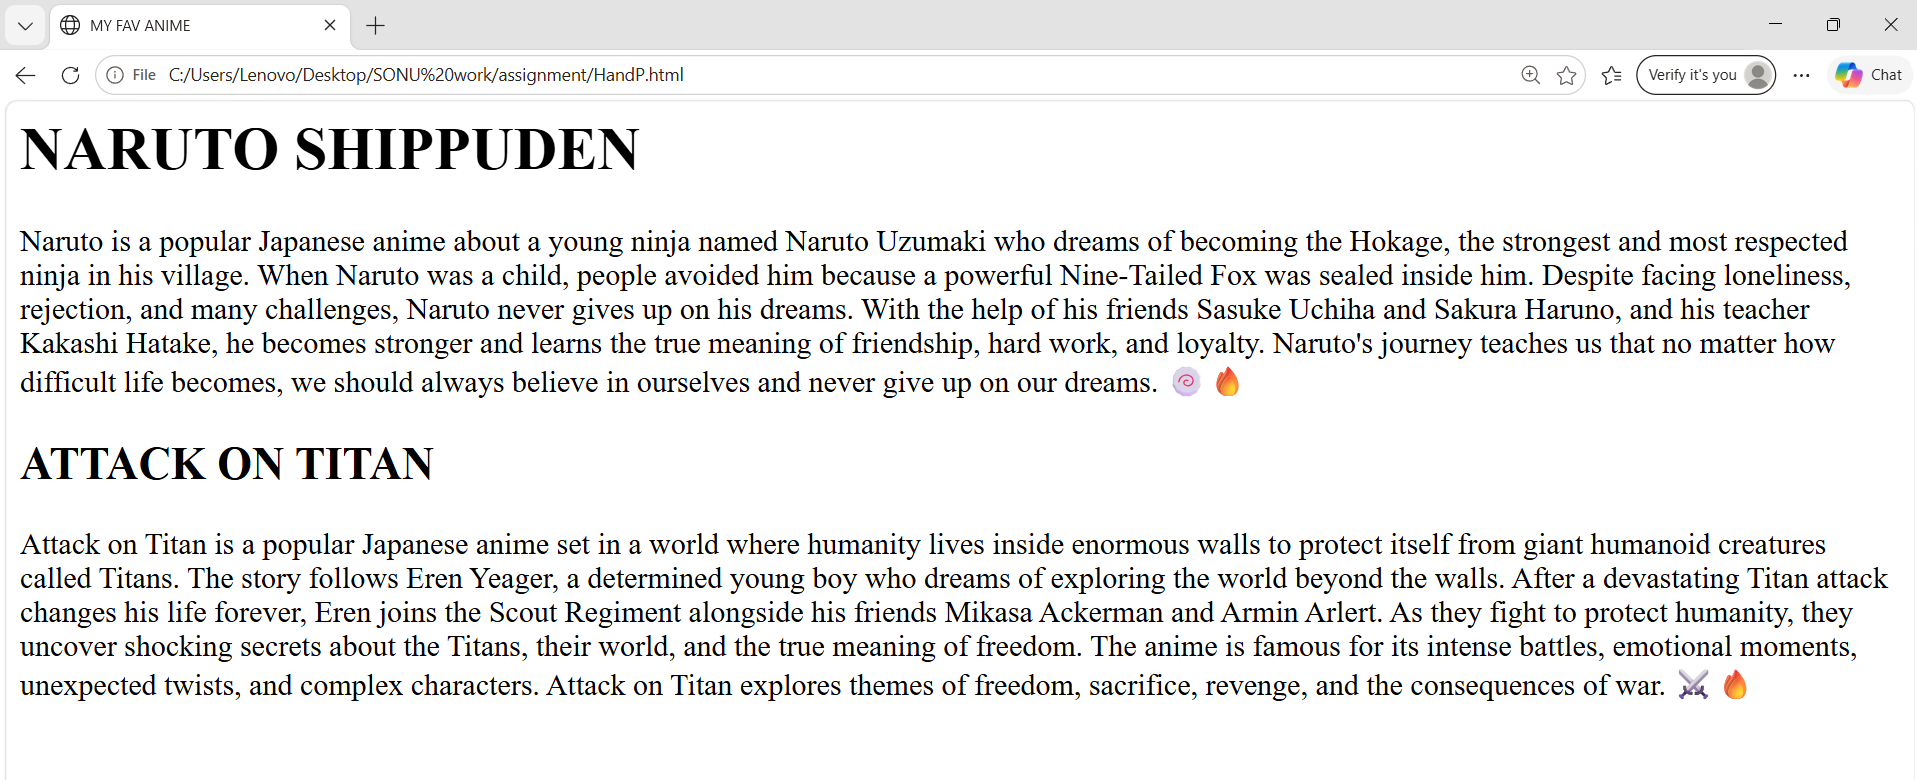 MY FAV ANIME
File C:/Users/Lenovo/Desktop/SONU%20work/assignment/HandP.html Verify it's you Chat
NARUTO SHIPPUDEN
Naruto is a popular Japanese anime about a young ninja named Naruto Uzumaki who dreams of becoming the Hokage, the strongest and most respected
ninja in his village. When Naruto was a child, people avoided him because a powerful Nine-Tailed Fox was sealed inside him. Despite facing loneliness,
rejection, and many challenges, Naruto never gives up on his dreams. With the help of his friends Sasuke Uchiha and Sakura Haruno, and his teacher
Kakashi Hatake, he becomes stronger and learns the true meaning of friendship, hard work, and loyalty. Naruto's journey teaches us that no matter how
difficult life becomes, we should always believe in ourselves and never give up on our dreams. 🍥 🔥
ATTACK ON TITAN
Attack on Titan is a popular Japanese anime set in a world where humanity lives inside enormous walls to protect itself from giant humanoid creatures
called Titans. The story follows Eren Yeager, a determined young boy who dreams of exploring the world beyond the walls. After a devastating Titan attack
changes his life forever, Eren joins the Scout Regiment alongside his friends Mikasa Ackerman and Armin Arlert. As they fight to protect humanity, they
uncover shocking secrets about the Titans, their world, and the true meaning of freedom. The anime is famous for its intense battles, emotional moments,
unexpected twists, and complex characters. Attack on Titan explores themes of freedom, sacrifice, revenge, and the consequences of war. ⚔️ 🔥